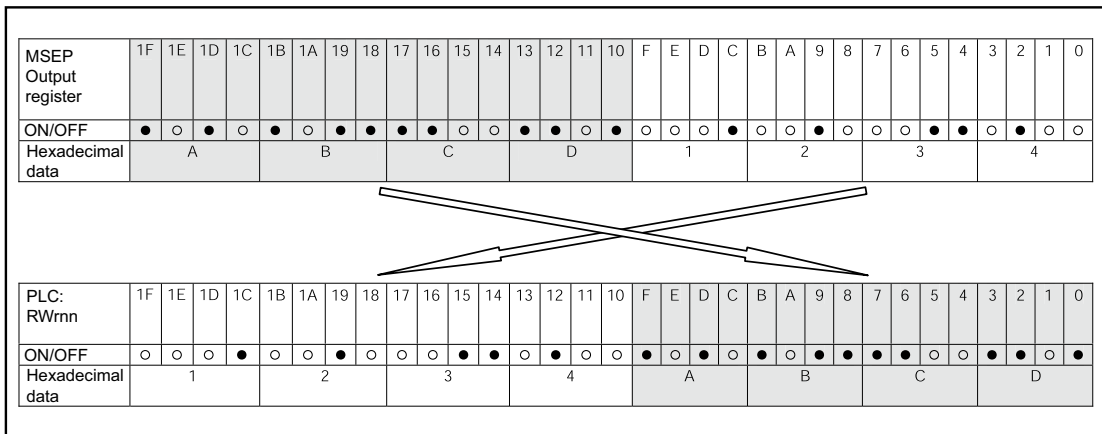 MSEP Output register 1F 1E 1D 1C 1B 1A 19 18 17 16 15 14 13 12 11 10 F E D C B A 9 8 7 6 5 4 3 2 1 0
ON/OFF ● ○ ● ○ ● ○ ● ● ● ● ○ ○ ● ● ○ ● ○ ○ ○ ● ○ ○ ● ○ ○ ○ ● ● ○ ● ○ ○
Hexadecimal data A B C D 1 2 3 4
PLC: RWrnn 1F 1E 1D 1C 1B 1A 19 18 17 16 15 14 13 12 11 10 F E D C B A 9 8 7 6 5 4 3 2 1 0
ON/OFF ○ ○ ○ ● ○ ○ ● ○ ○ ○ ● ● ○ ● ○ ○ ● ○ ● ○ ● ○ ● ● ● ● ○ ○ ● ● ○ ●
Hexadecimal data 1 2 3 4 A B C D